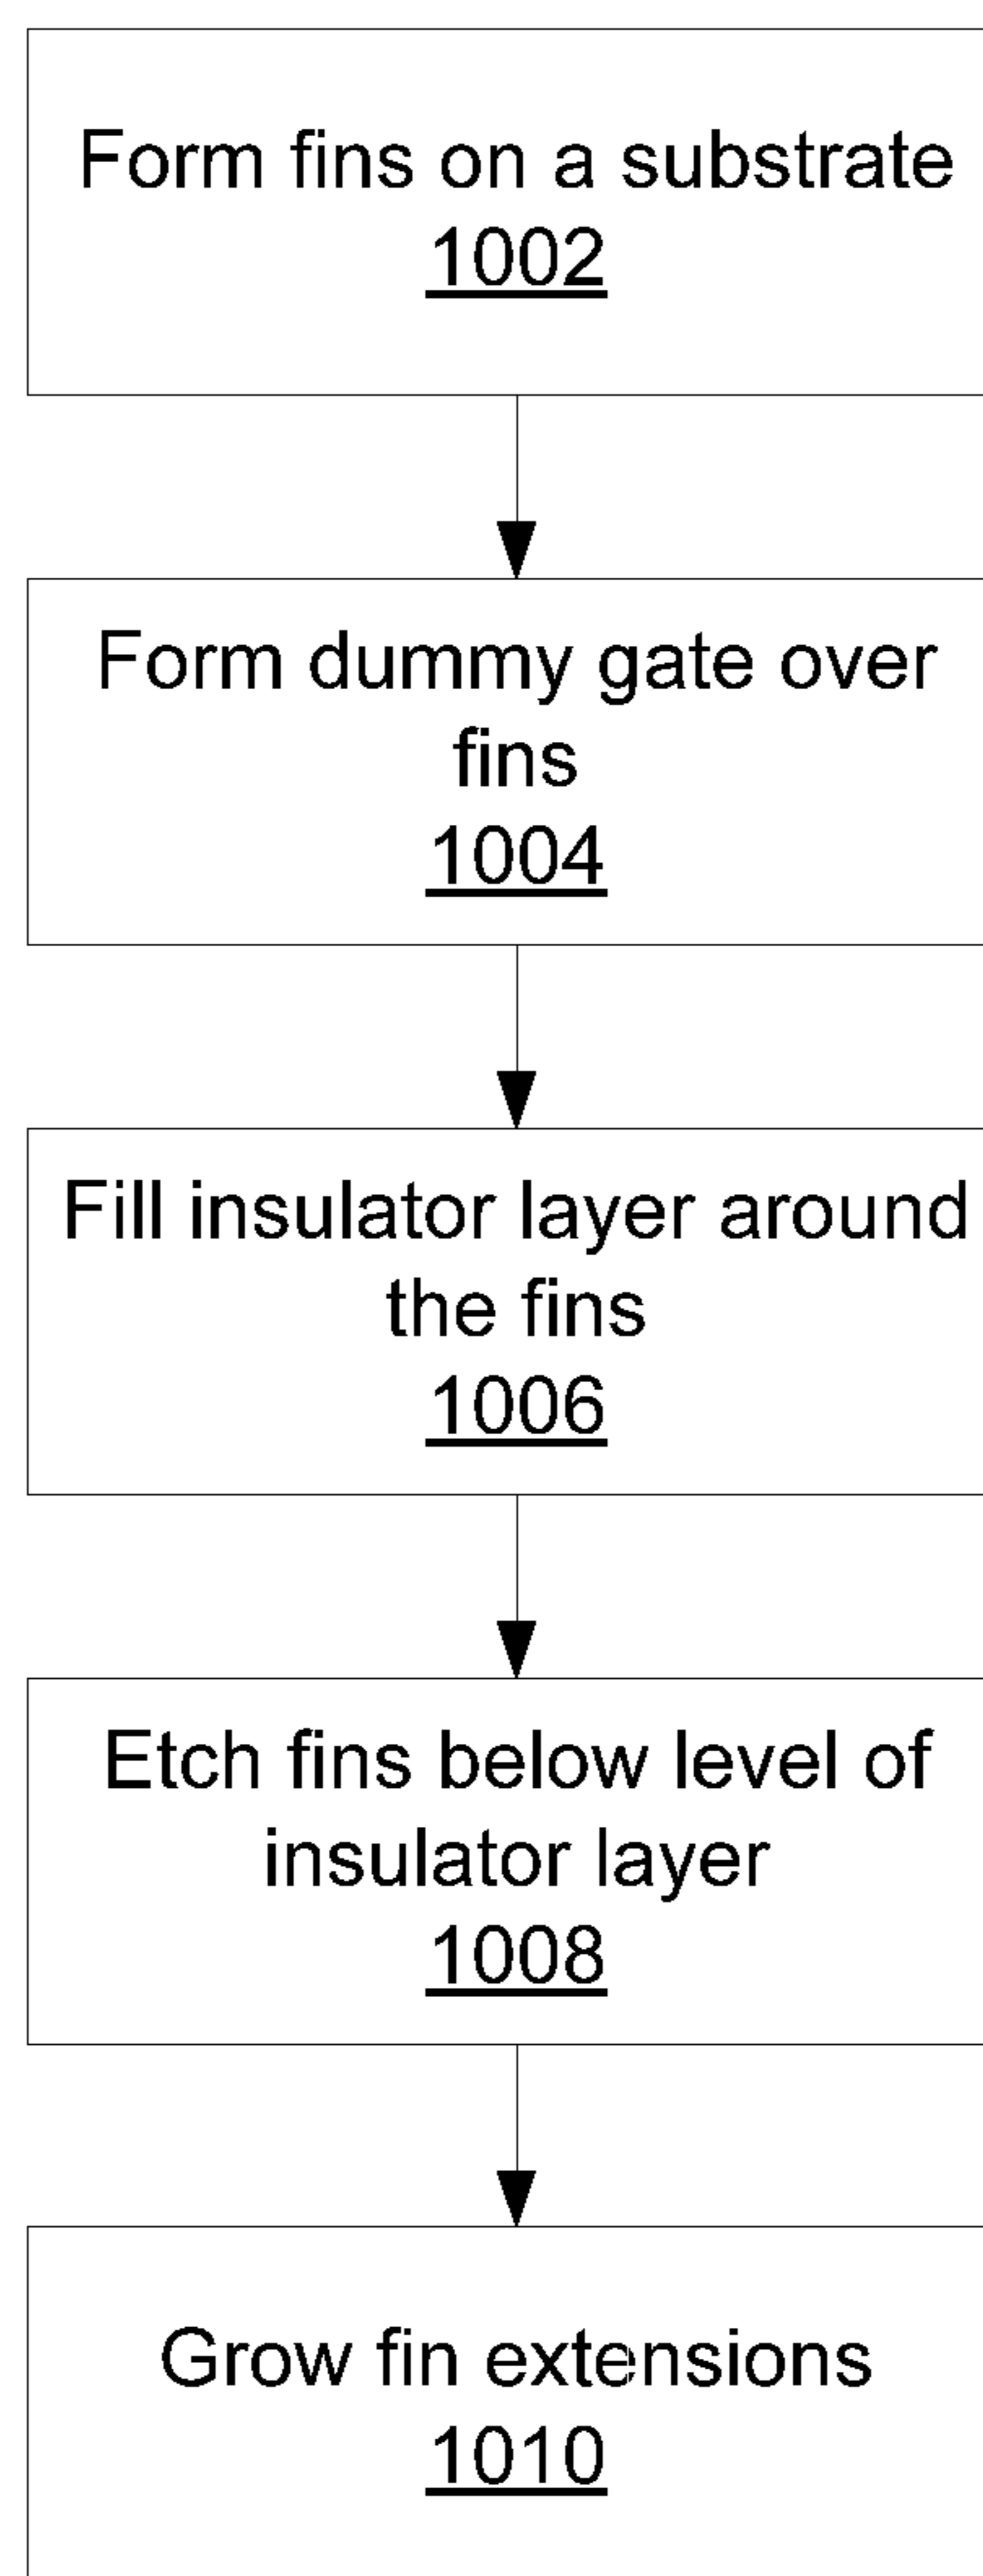 Form fins on a substrate
1002
Form dummy gate over
fins
1004
Fill insulator layer around
the fins
1006
Etch fins below level of
insulator layer
1008
Grow fin extensions
1010